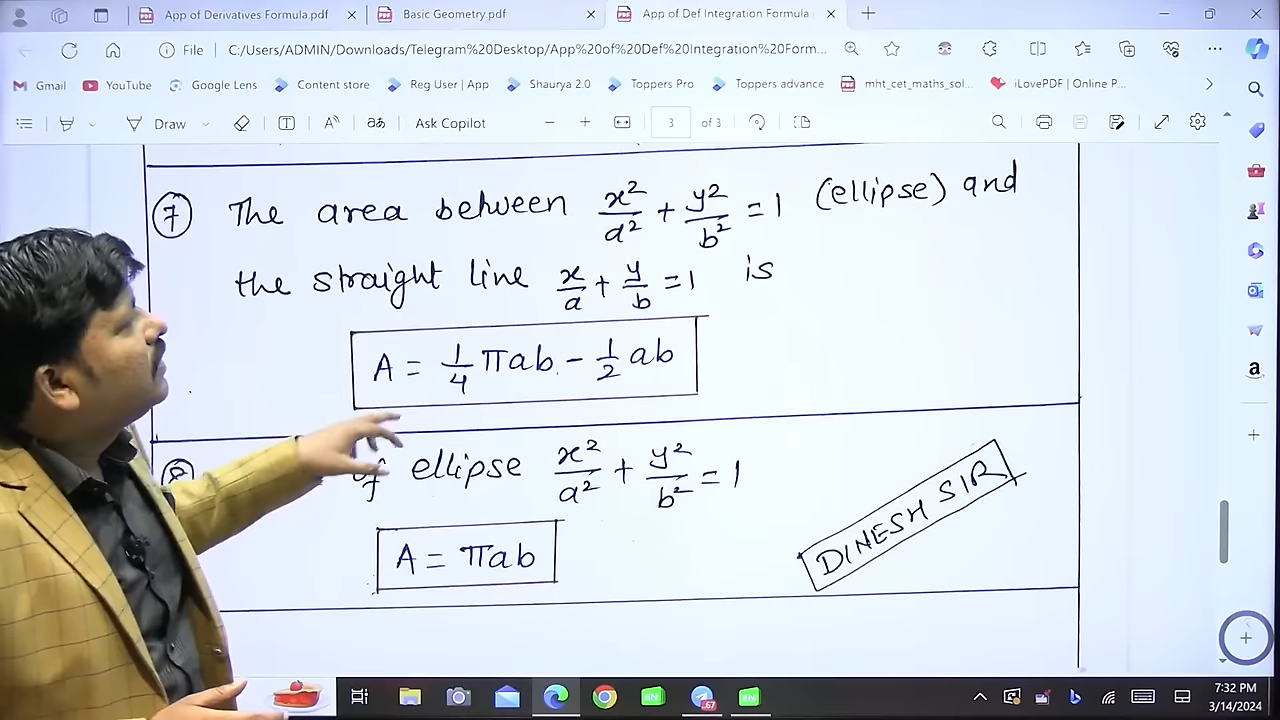 App of Derivatives Formula.pdf
Basic Geometry.pdf
App of Def Integration Formula
File
C:/Users/ADMIN/Downloads/Telegram%20Desktop/App%20of%20Def%20Integration%20Form...
Gmail YouTube Google Lens Content store Reg User | App Shaurya 2.0 Toppers Pro Toppers advance mht_cet_maths_sol... iLovePDF | Online P...
Draw Ask Copilot 3 of 3
7 The area between x²/a² + y²/b² = 1 (ellipse) and
the straight line x/a + y/b = 1 is
A = 1/4 πab - 1/2 ab
8 of ellipse x²/a² + y²/b² = 1
A = πab
DINESH SIR
7:32 PM
3/14/2024